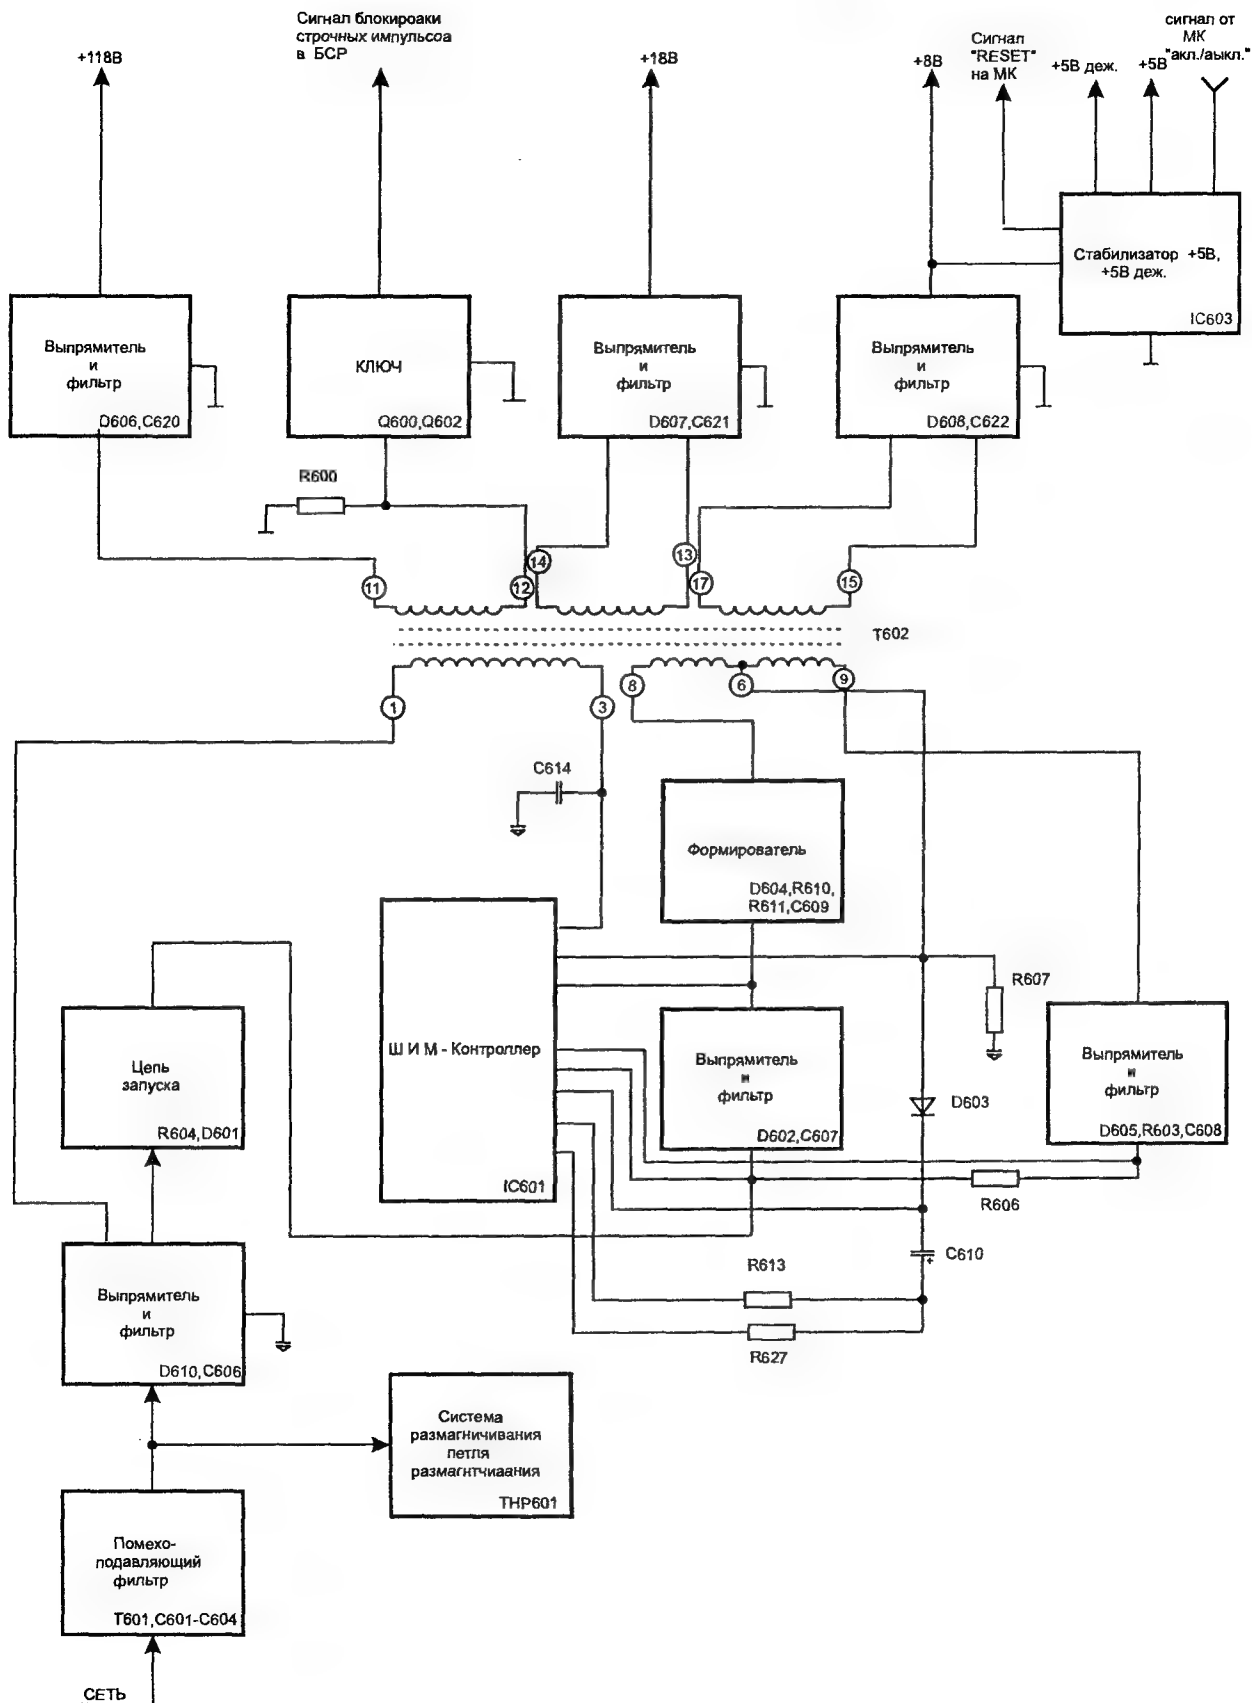 Сигнал блокироаки
строчных импульсоа
в БСР
сигнал от
МК
"акл./аыкл."
Сигнал
"RESET"
на МК
+118В
+18В
+8В
+5В деж.
+5В
Стабилизатор +5В,
+5В деж.
IC603
Выпрямитель
и
фильтр
D606,C620
КЛЮЧ
Q600,Q602
Выпрямитель
и
фильтр
D607,C621
Выпрямитель
и
фильтр
D608,C622
R600
11
12
14
13
17
15
T602
1
3
8
6
9
C614
Формирователь
D604,R610,
R611,C609
Ш И М - Контроллер
IC601
R607
Цепь
запуска
R604,D601
Выпрямитель
и
фильтр
D602,C607
D603
Выпрямитель
и
фильтр
D605,R603,C608
R606
C610
+
R613
R627
Выпрямитель
и
фильтр
D610,C606
Система
размагничивания
петля
размагнтчиаания
THP601
Помехо-
подавляющий
фильтр
T601,C601-C604
СЕТЬ